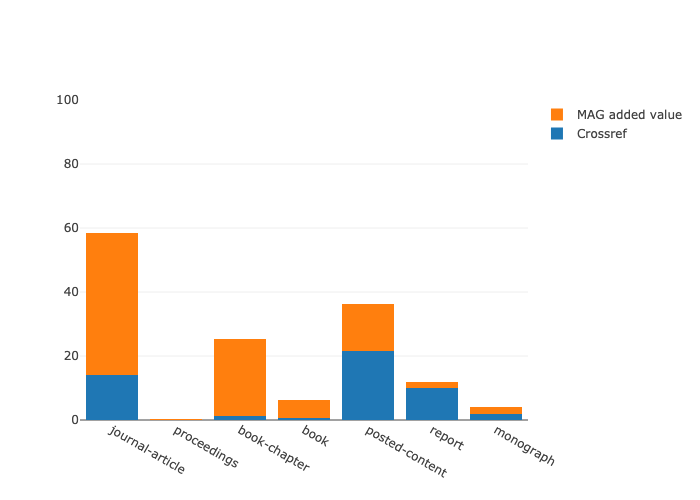 100
80
60
40
20
0
journal-article
proceedings
book-chapter
book
posted-content
report
monograph
MAG added value
Crossref